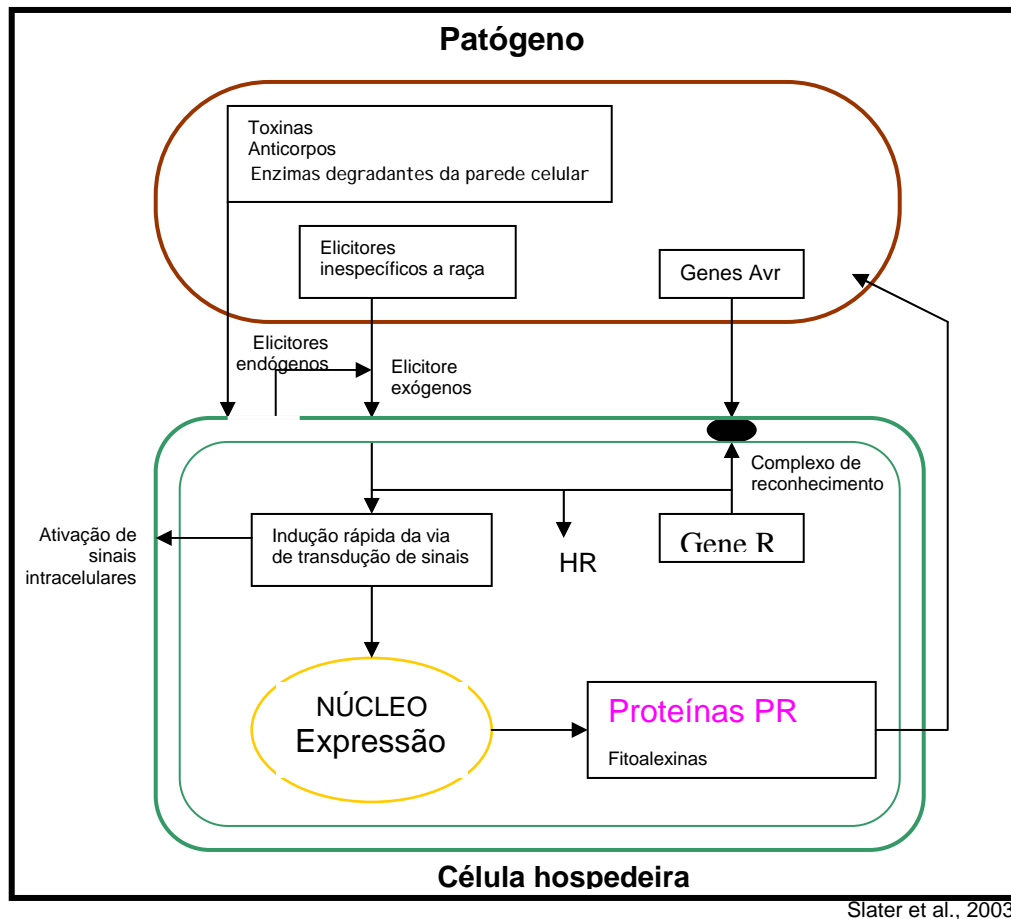 Patógeno
Toxinas
Anticorpos
Enzimas degradantes da parede celular
Elicitores
inespecíficos a raça
Genes Avr
Elicitores
endógenos
Elicitore
exógenos
Complexo de
reconhecimento
Ativação de
sinais
intracelulares
Indução rápida da via
de transdução de sinais
HR
Gene R
NÚCLEO
Expressão
Proteínas PR
Fitoalexinas
Célula hospedeira
Slater et al., 2003